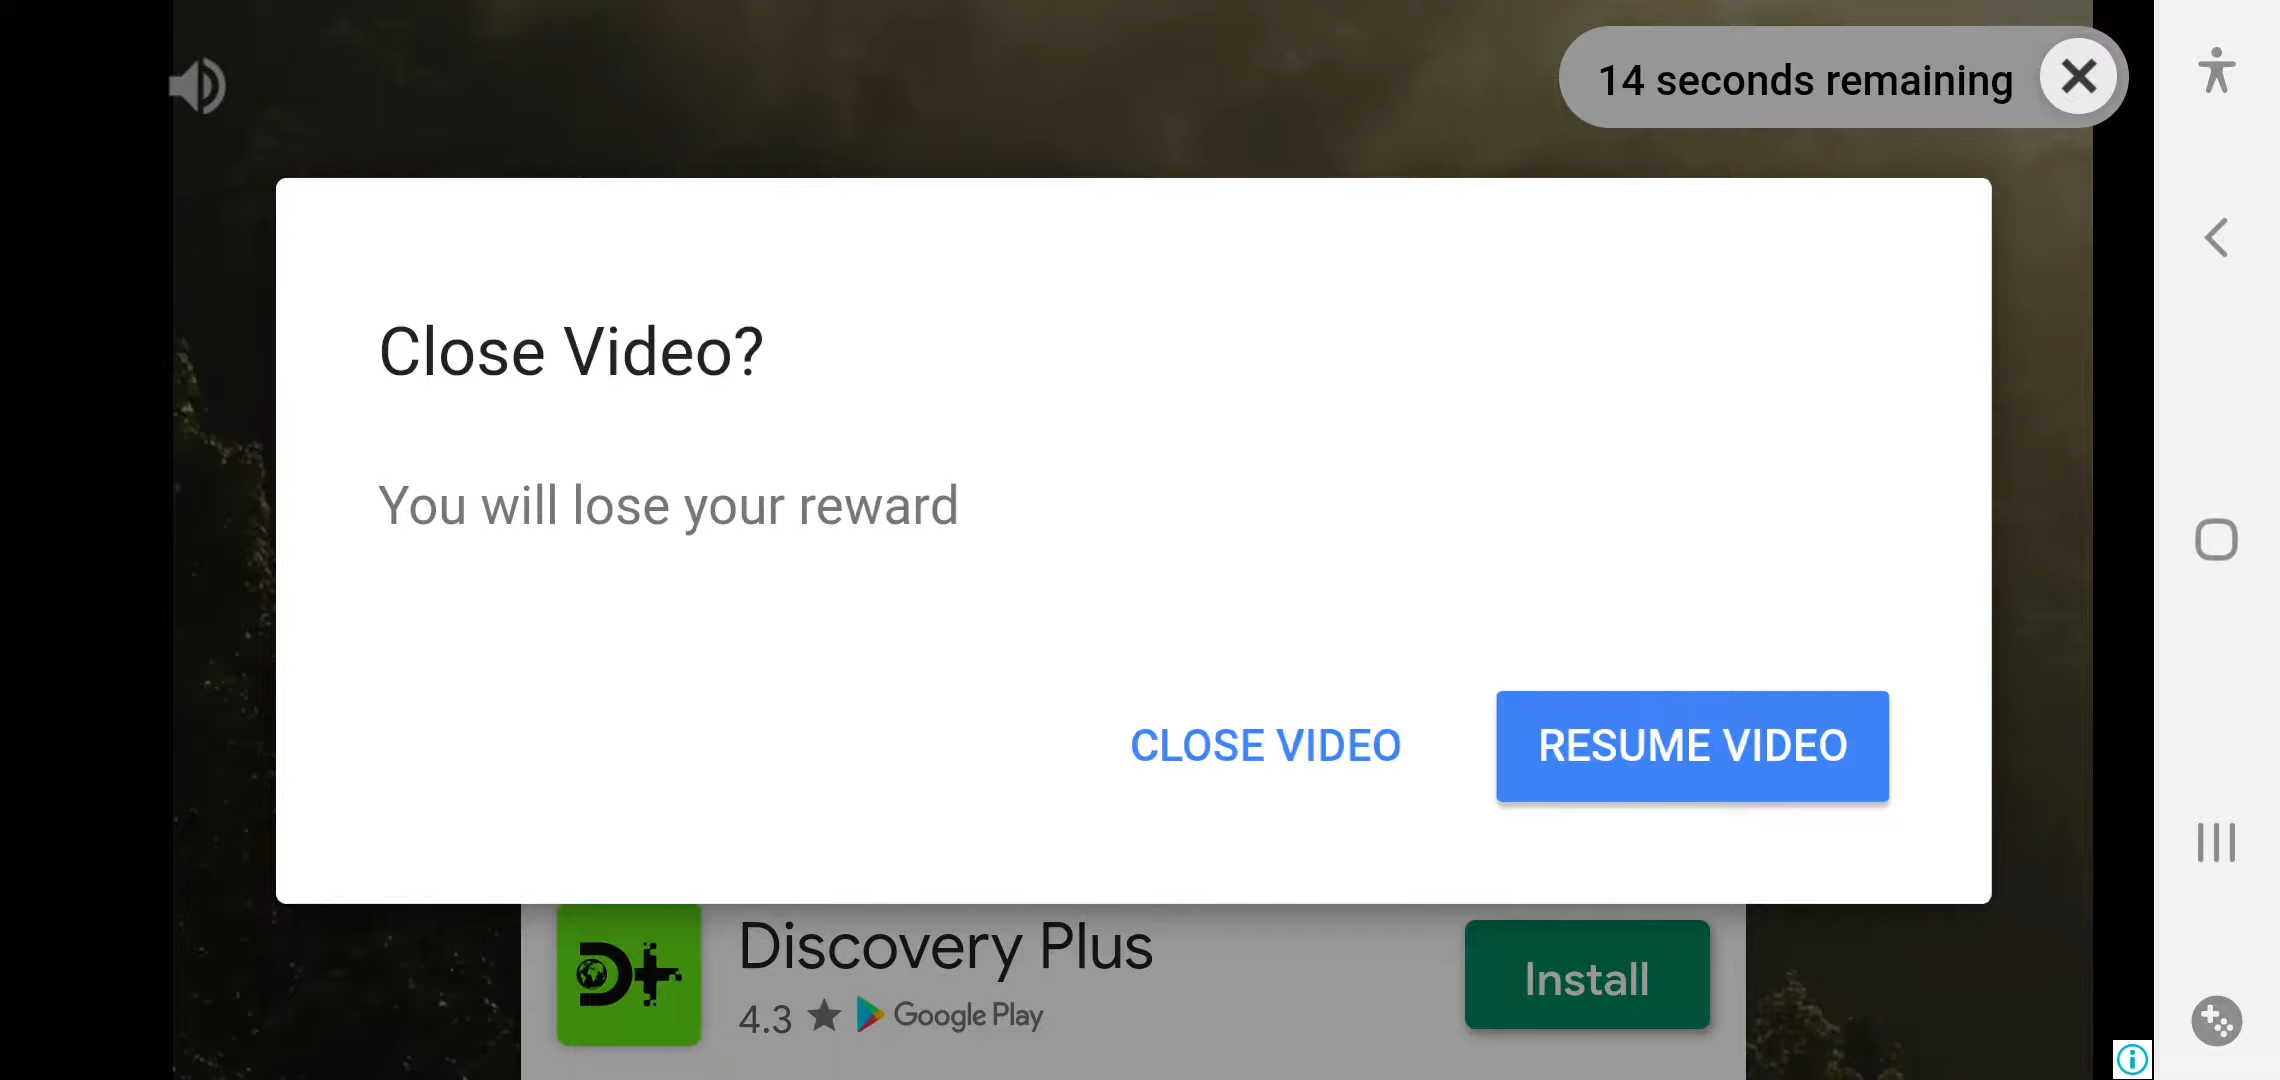 14 seconds remaining
Close Video?
You will lose your reward
CLOSE VIDEO
RESUME VIDEO
D+
Discovery Plus
Install
4.3 ★ Google Play